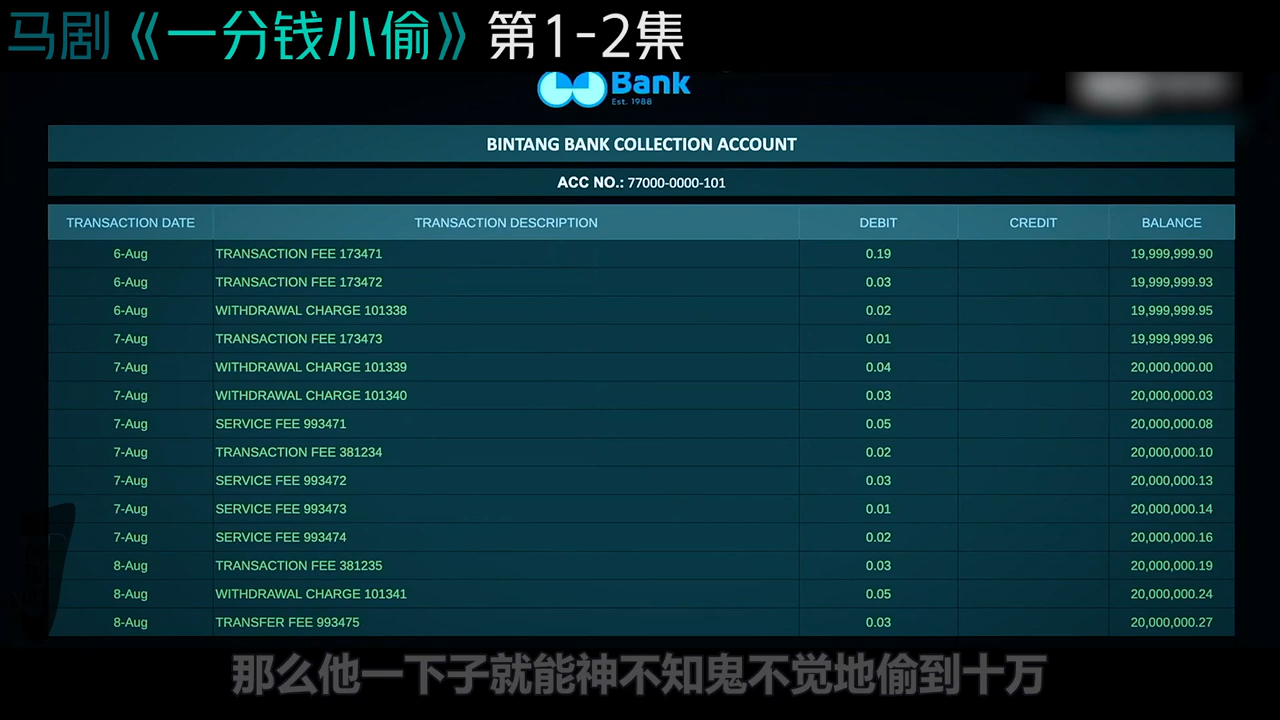 马剧《一分钱小偷》第1-2集
Bank
Est. 1988
BINTANG BANK COLLECTION ACCOUNT
ACC NO.: 77000-0000-101
TRANSACTION DATE TRANSACTION DESCRIPTION DEBIT CREDIT BALANCE
6-Aug TRANSACTION FEE 173471 0.19 19,999,999.90
6-Aug TRANSACTION FEE 173472 0.03 19,999,999.93
6-Aug WITHDRAWAL CHARGE 101338 0.02 19,999,999.95
7-Aug TRANSACTION FEE 173473 0.01 19,999,999.96
7-Aug WITHDRAWAL CHARGE 101339 0.04 20,000,000.00
7-Aug WITHDRAWAL CHARGE 101340 0.03 20,000,000.03
7-Aug SERVICE FEE 993471 0.05 20,000,000.08
7-Aug TRANSACTION FEE 381234 0.02 20,000,000.10
7-Aug SERVICE FEE 993472 0.03 20,000,000.13
7-Aug SERVICE FEE 993473 0.01 20,000,000.14
7-Aug SERVICE FEE 993474 0.02 20,000,000.16
8-Aug TRANSACTION FEE 381235 0.03 20,000,000.19
8-Aug WITHDRAWAL CHARGE 101341 0.05 20,000,000.24
8-Aug TRANSFER FEE 993475 0.03 20,000,000.27
那么他一下子就能神不知鬼不觉地偷到十万